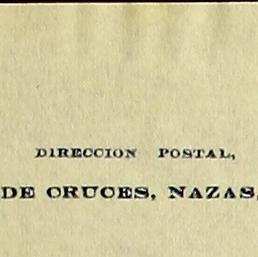 DIRECCION POSTAL,
DE CRUCES, NAZAS,